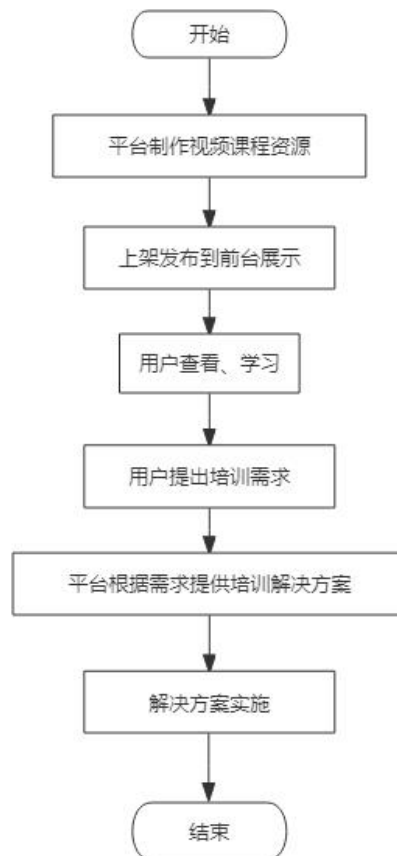 开始
平台制作视频课程资源
上架发布到前台展示
用户查看、学习
用户提出培训需求
平台根据需求提供培训解决方案
解决方案实施
结束